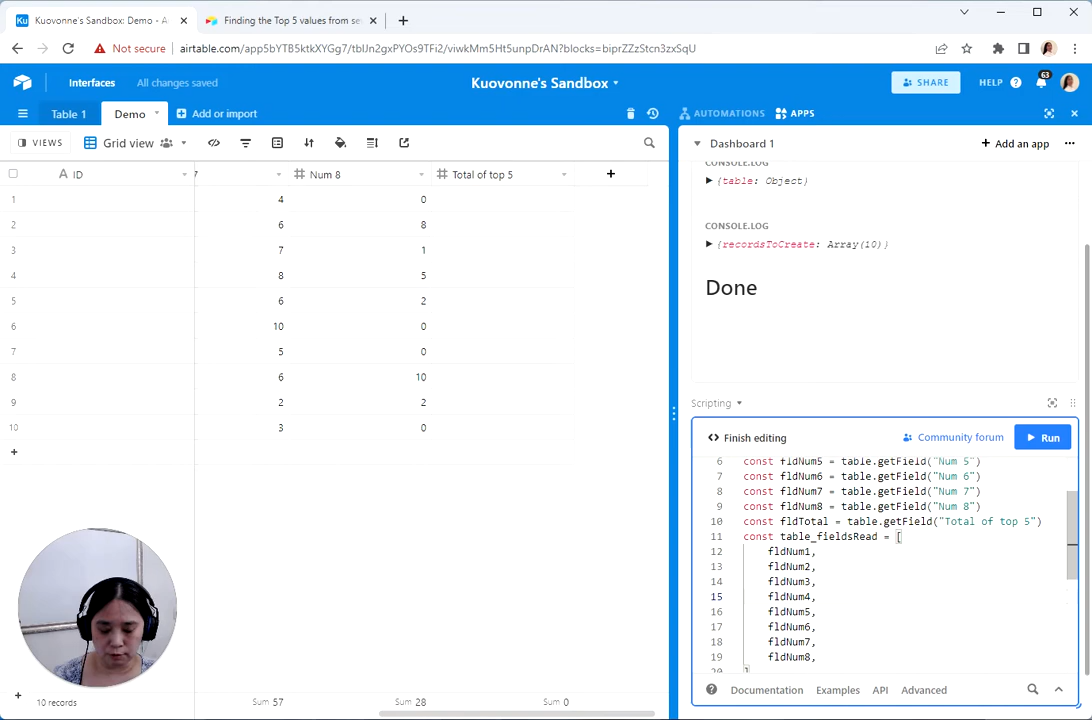 Kuovonne's Sandbox: Demo - A
Finding the Top 5 values from se
Not secure
airtable.com/app5bYTB5ktkXYGg7/tblJn2gxPYOs9TFi2/viwkMm5Ht5unpDrAN?blocks=biprZZzStcn3zxSqU
Interfaces
All changes saved
Kuovonne's Sandbox
SHARE
HELP
63
Table 1
Demo
Add or import
AUTOMATIONS
APPS
VIEWS
Grid view
Dashboard 1
Add an app
ID
7
Num 8
Total of top 5
1 4 0
2 6 8
3 7 1
4 8 5
5 6 2
6 10 0
7 5 0
8 6 10
9 2 2
10 3 0
10 records
Sum 57
Sum 28
Sum 0
CONSOLE.LOG
{table: Object}
CONSOLE.LOG
{recordsToCreate: Array(10)}
Done
Scripting
Finish editing
Community forum
Run
6 const fldNum5 = table.getField("Num 5")
7 const fldNum6 = table.getField("Num 6")
8 const fldNum7 = table.getField("Num 7")
9 const fldNum8 = table.getField("Num 8")
10 const fldTotal = table.getField("Total of top 5")
11 const table_fieldsRead = [
12 fldNum1,
13 fldNum2,
14 fldNum3,
15 fldNum4,
16 fldNum5,
17 fldNum6,
18 fldNum7,
19 fldNum8,
20 ]
Documentation
Examples
API
Advanced